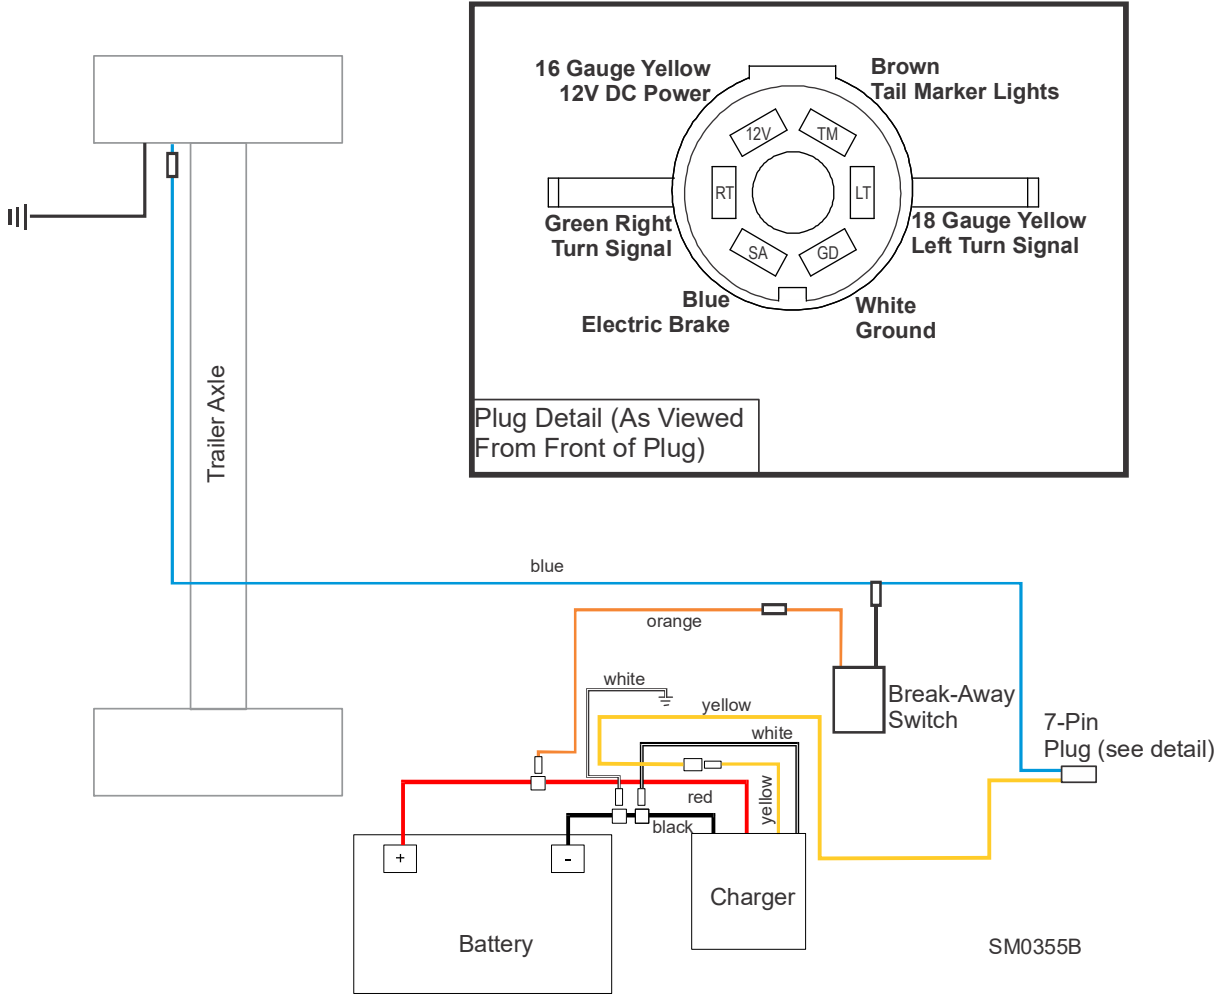 16 Gauge Yellow
12V DC Power
Brown
Tail Marker Lights
12V
TM
RT
LT
Green Right
Turn Signal
18 Gauge Yellow
Left Turn Signal
SA
GD
Blue
Electric Brake
White
Ground
Plug Detail (As Viewed
From Front of Plug)
Trailer Axle
blue
orange
white
yellow
white
Break-Away
Switch
7-Pin
Plug (see detail)
red
yellow
black
+
-
Charger
Battery
SM0355B